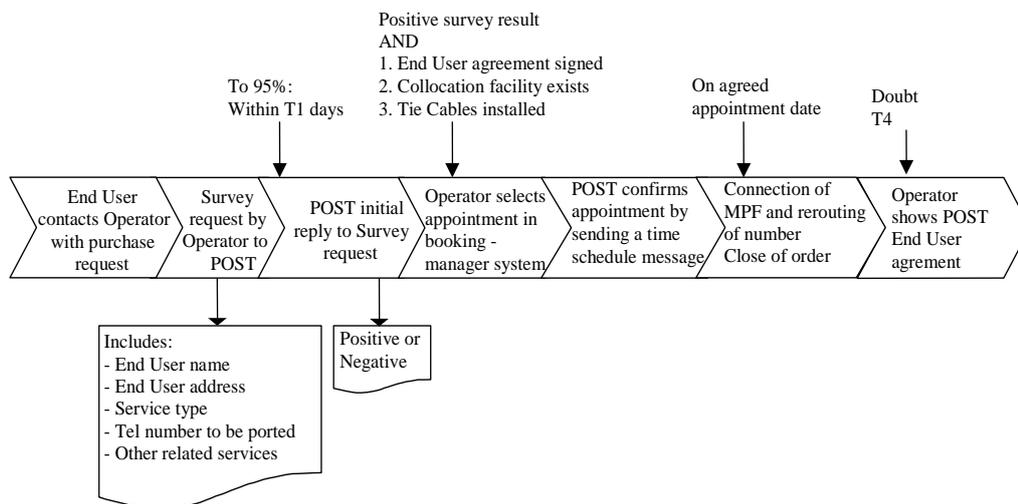 Positive survey result
AND
1. End User agreement signed
2. Collocation facility exists
3. Tie Cables installed
To 95%:
Within T1 days
On agreed
appointment date
Doubt
T4
End User
contacts Operator
with purchase
request
Survey
request by
Operator to
POST
POST initial
reply to Survey
request
Operator selects
appointment in
booking -
manager system
POST confirms
appointment by
sending a time
schedule message
Connection of
MPF and rerouting
of number
Close of order
Operator
shows POST
End User
agrement
Includes:
- End User name
- End User address
- Service type
- Tel number to be ported
- Other related services
Positive or
Negative